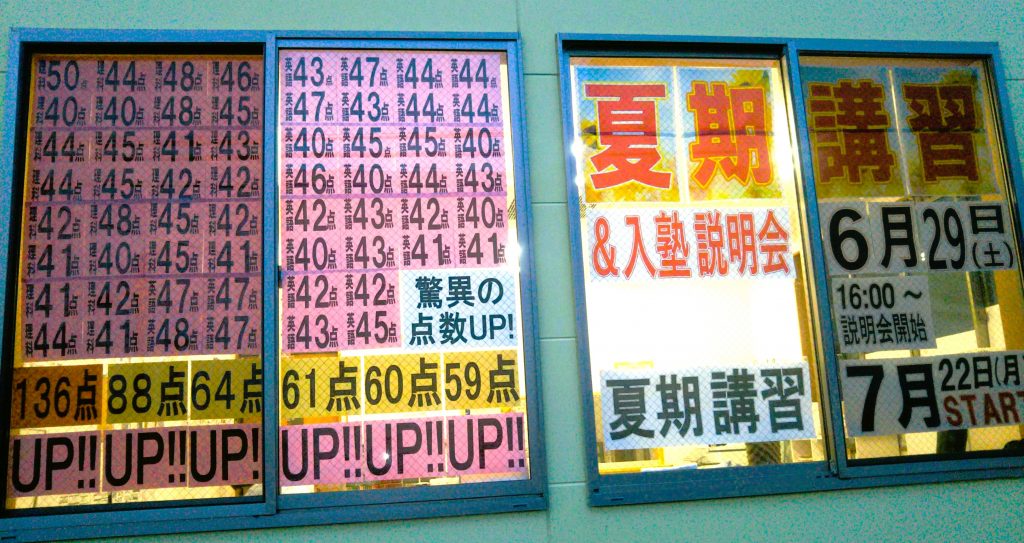 50点 44点 48点 46点
40点 40点 48点 45点
44点 45点 41点 43点
44点 45点 42点 42点
42点 48点 45点 42点
41点 40点 45点 41点
41点 42点 47点 47点
44点 41点 48点 47点
136点 88点 64点
UP!! UP!! UP!
英語43点 英語47点 英語44点 英語44点
英語47点 英語43点 英語44点 英語44点
英語40点 英語45点 英語45点 英語40点
英語46点 英語40点 英語44点 英語43点
英語42点 英語43点 英語42点 英語40点
英語40点 英語43点 英語41点 英語41点
英語42点 英語42点
英語43点 英語45点
驚異の
点数UP!
61点 60点 59点
UP!! UP!! UP!!
夏期講習
&入塾説明会
6月29日(土)
16:00～
説明会開始
夏期講習
7月22日(月
START